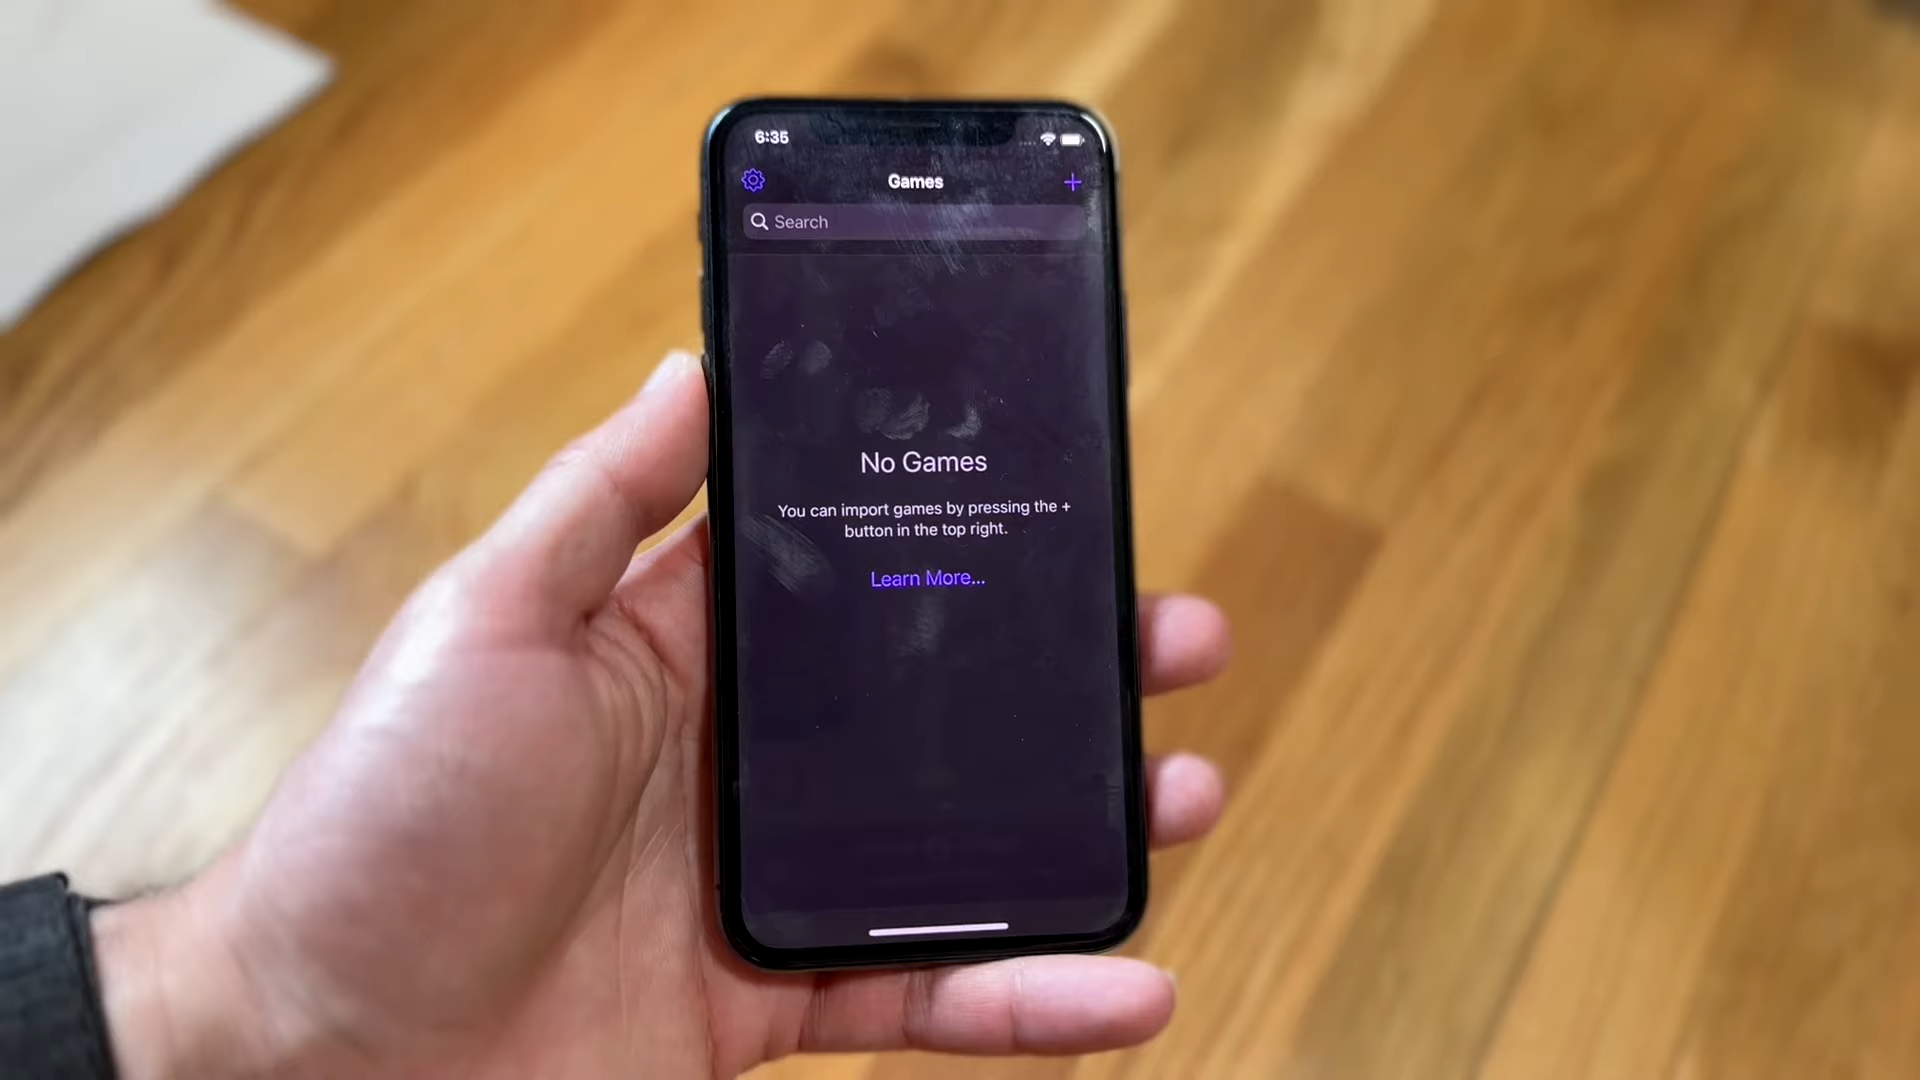 6:35
Games
Search
No Games
You can import games by pressing the +
button in the top right.
Learn More...